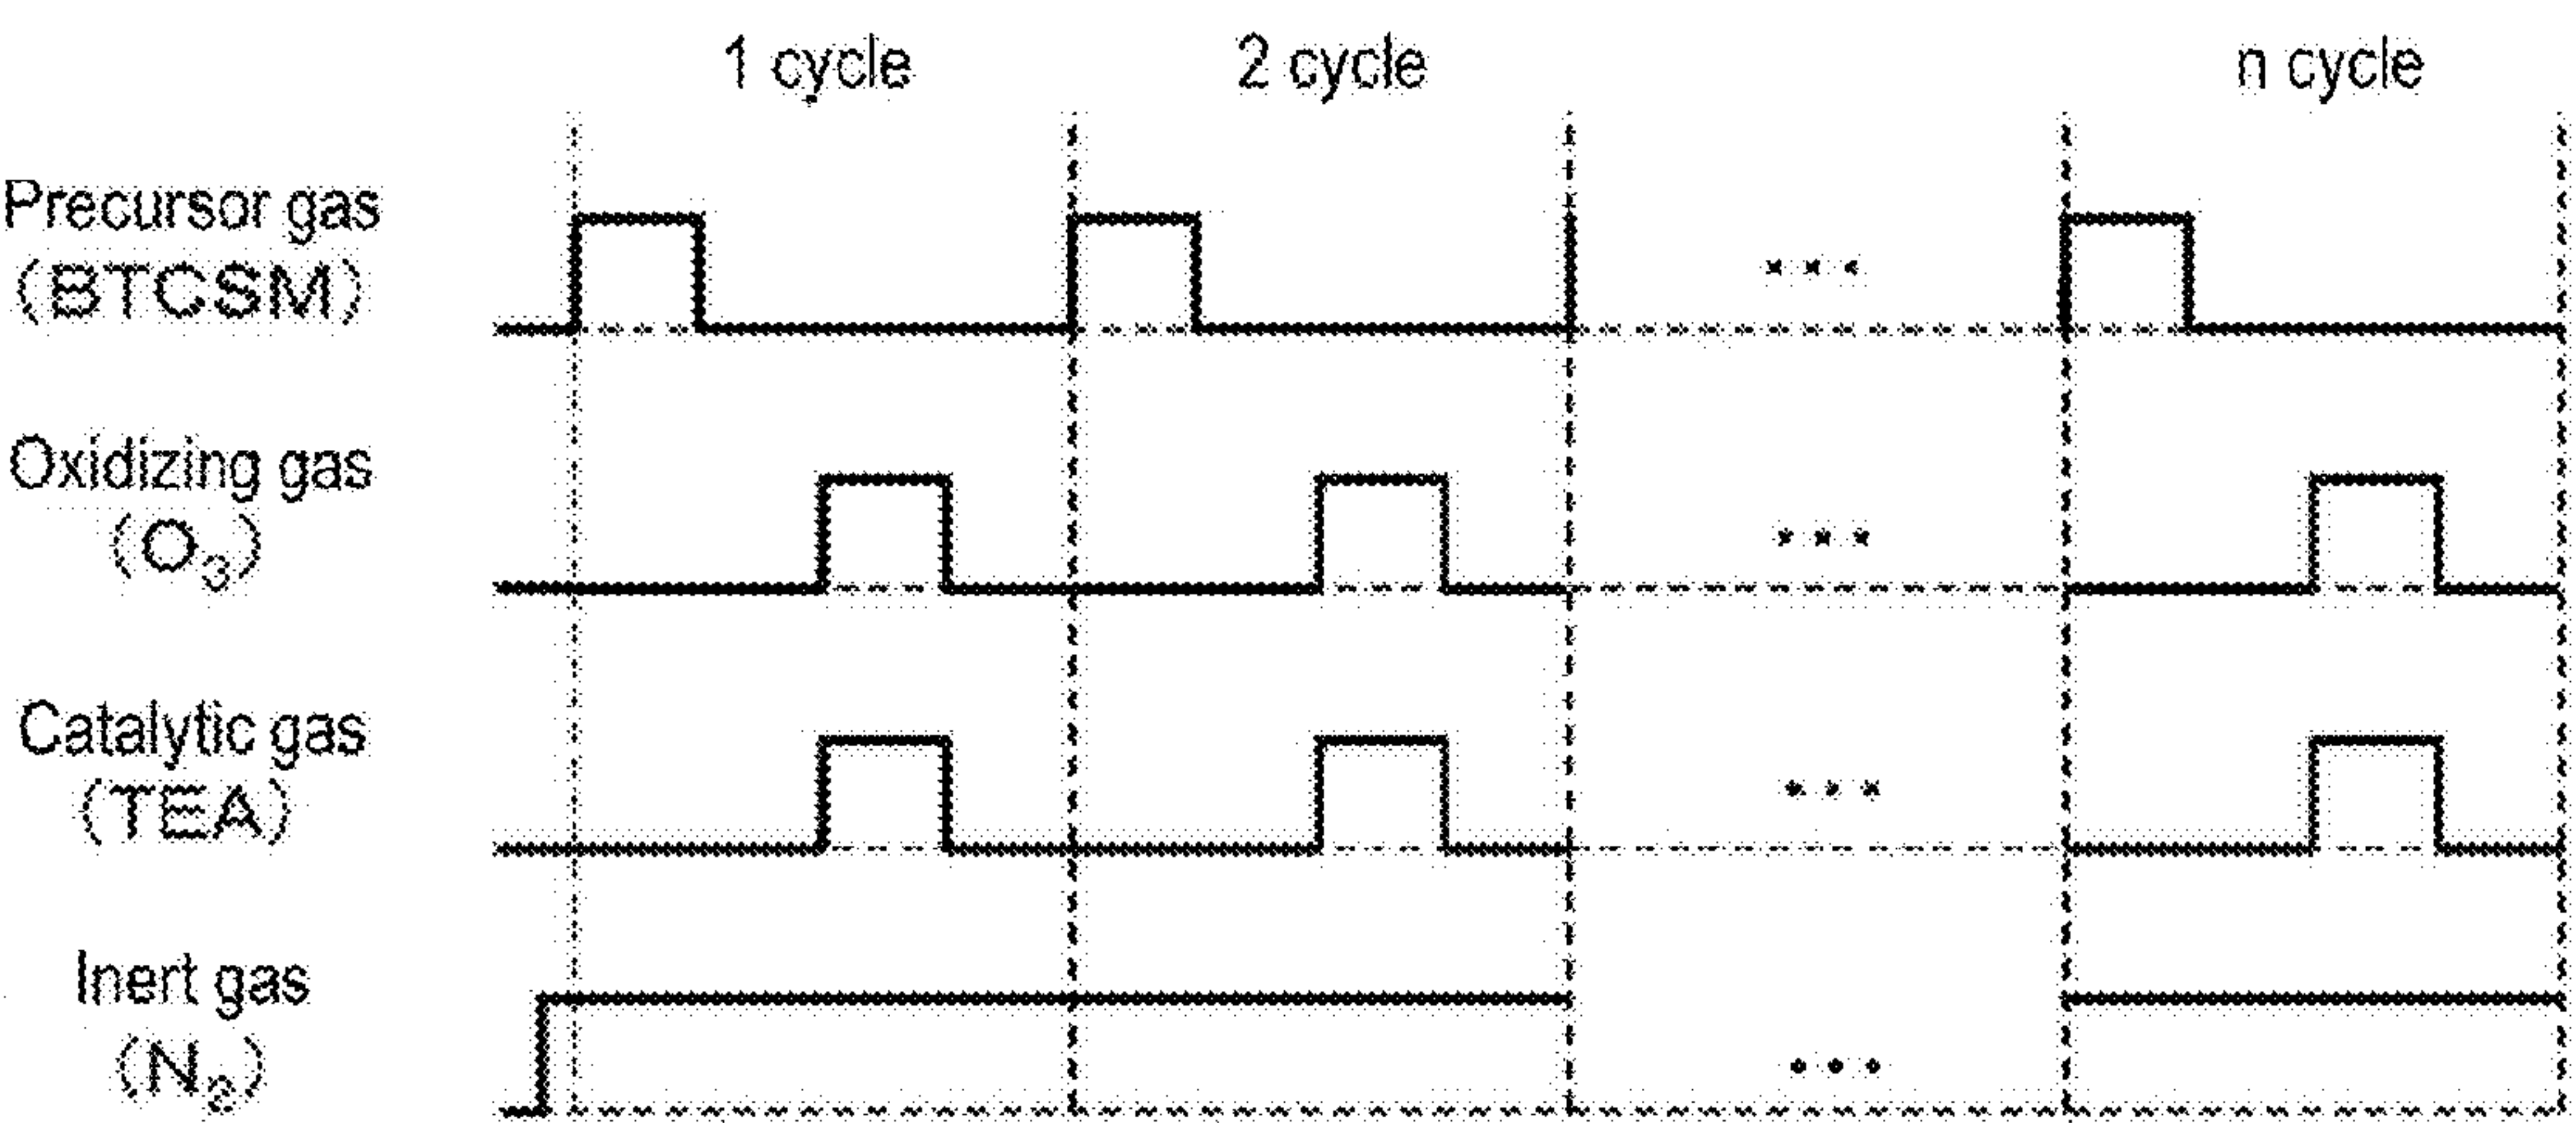 1 cycle 2 cycle n cycle
Precursor gas
(BTCSM)
Oxidizing gas
(O₃)
Catalytic gas
(TEA)
Inert gas
(N₂)